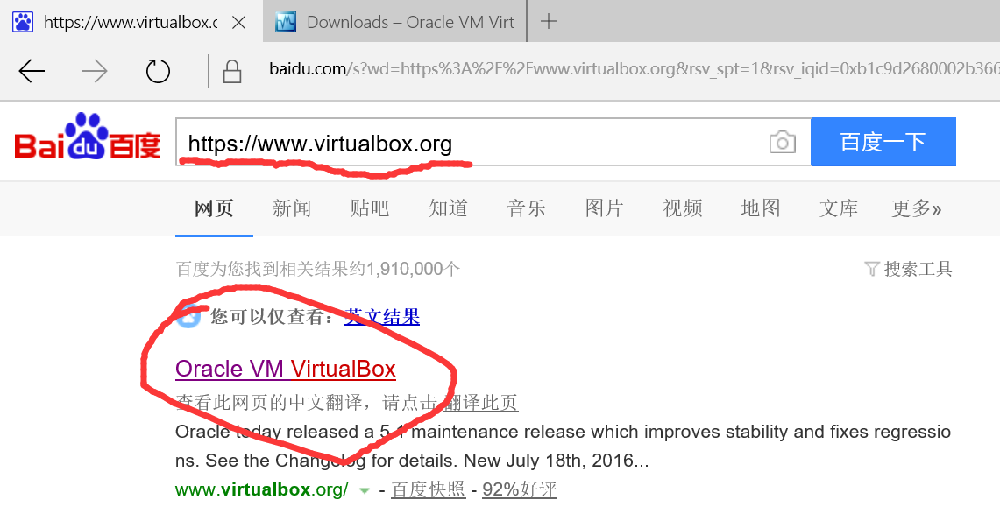 https://www.virtualbox.c
Downloads – Oracle VM Virt
baidu.com/s?wd=https%3A%2F%2Fwww.virtualbox.org&rsv_spt=1&rsv_iqid=0xb1c9d2680002b366
Bai du 百度
https://www.virtualbox.org
百度一下
网页 新闻 贴吧 知道 音乐 图片 视频 地图 文库 更多»
百度为您找到相关结果约1,910,000个
搜索工具
您可以仅查看：英文结果
Oracle VM VirtualBox
查看此网页的中文翻译，请点击 翻译此页
Oracle today released a 5.1 maintenance release which improves stability and fixes regressio
ns. See the Changelog for details. New July 18th, 2016...
www.virtualbox.org/ - 百度快照 - 92%好评